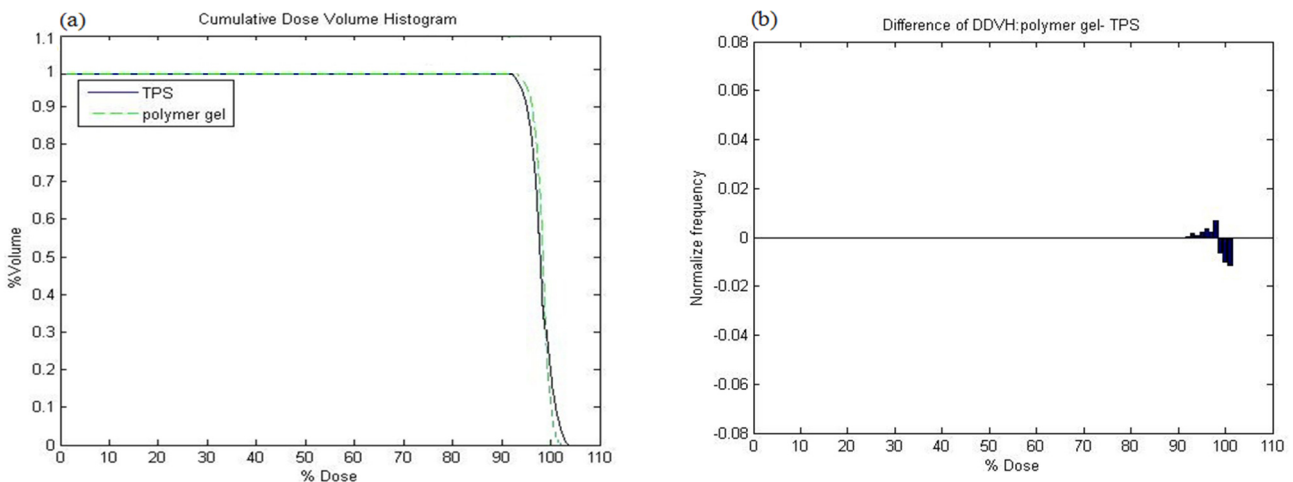 (a)
Cumulative Dose Volume Histogram
1.1
1
0.9
0.8
0.7
0.6
0.5
0.4
0.3
0.2
0.1
0
%Volume
TPS
polymer gel
0 10 20 30 40 50 60 70 80 90 100 110
% Dose
(b)
Difference of DDVH:polymer gel- TPS
0.08
0.06
0.04
0.02
0
-0.02
-0.04
-0.06
-0.08
Normalize frequency
0 10 20 30 40 50 60 70 80 90 100 110
% Dose